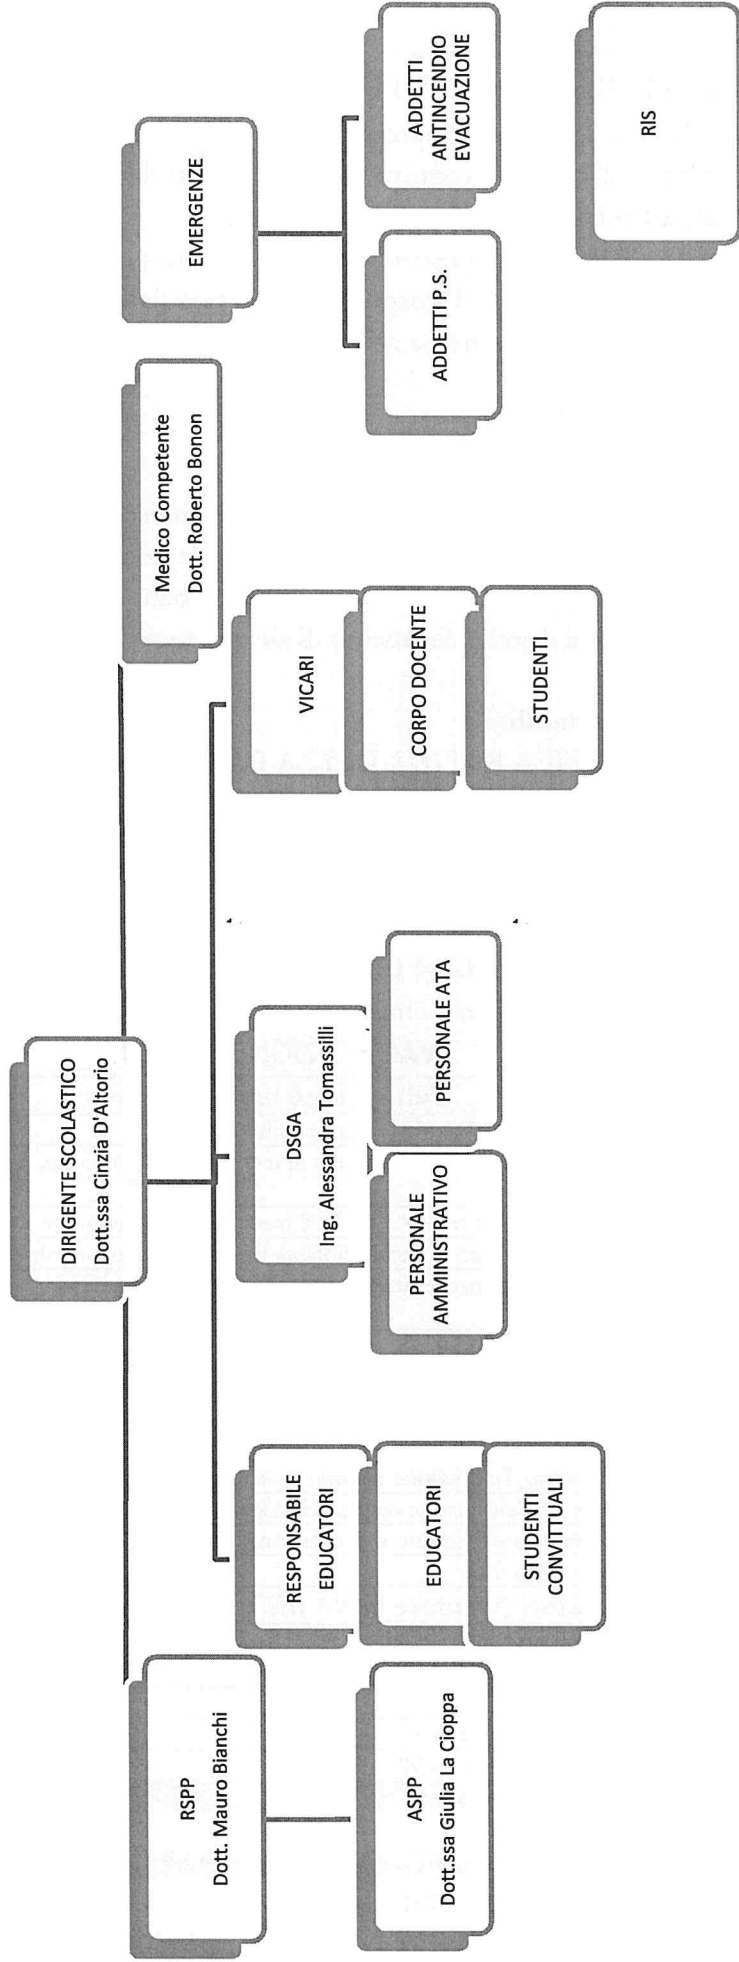 DIRIGENTE SCOLASTICO
Dott.ssa Cinzia D'Altorio
RSPP
Dott. Mauro Bianchi
ASPP
Dott.ssa Giulia La Cioppa
Medico Competente
Dott. Roberto Bonon
EMERGENZE
ADDETTI P.S.
ADDETTI
ANTINCENDIO
EVACUAZIONE
RESPONSABILE
EDUCATORI
EDUCATORI
STUDENTI
CONVITTUALI
DSGA
Ing. Alessandra Tomassilli
PERSONALE
AMMINISTRATIVO
PERSONALE ATA
VICARI
CORPO DOCENTE
STUDENTI
RIS